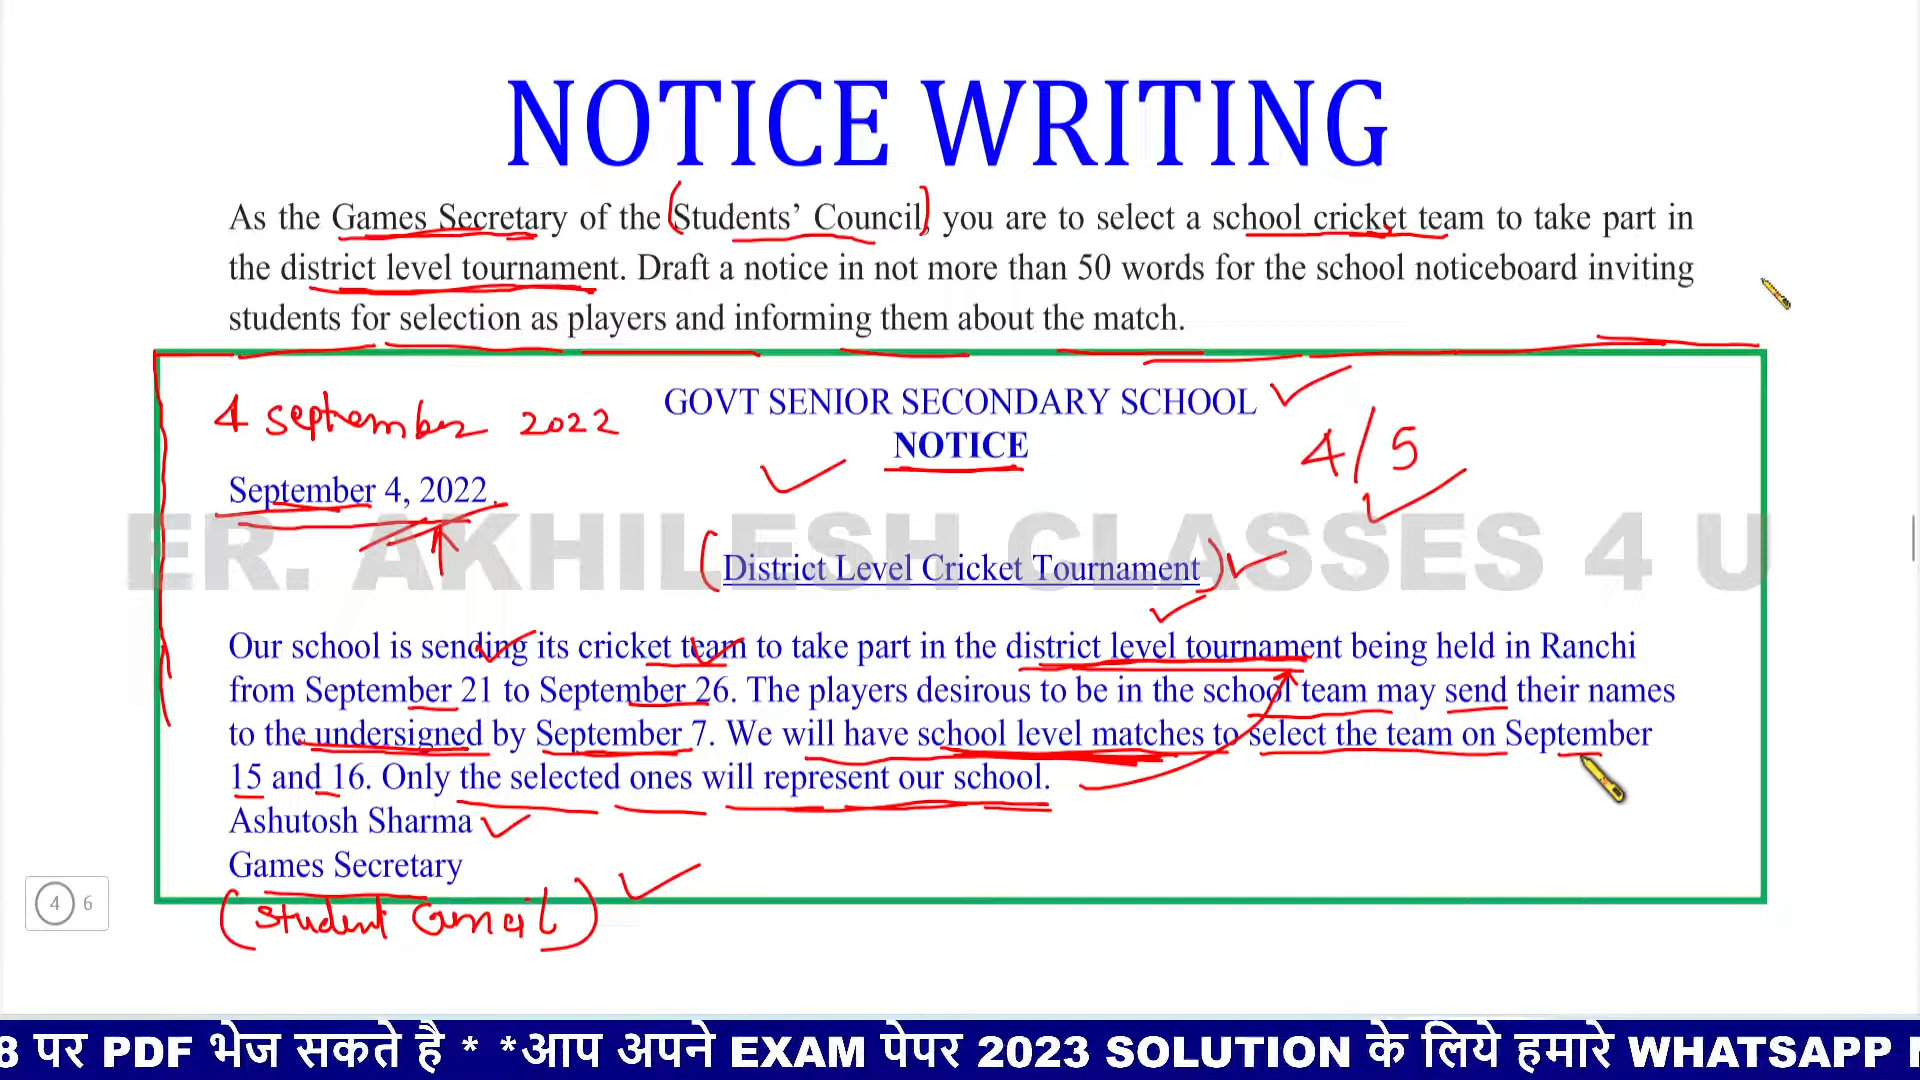 NOTICE WRITING
As the Games Secretary of the (Students’ Council,) you are to select a school cricket team to take part in
the district level tournament. Draft a notice in not more than 50 words for the school noticeboard inviting
students for selection as players and informing them about the match.
GOVT SENIOR SECONDARY SCHOOL
4 September 2022
NOTICE
4/5
September 4, 2022.
ER. AKHILESH CLASSES 4 U
(District Level Cricket Tournament)
Our school is sending its cricket team to take part in the district level tournament being held in Ranchi
from September 21 to September 26. The players desirous to be in the school team may send their names
to the undersigned by September 7. We will have school level matches to select the team on September
15 and 16. Only the selected ones will represent our school.
Ashutosh Sharma
Games Secretary
(Student Council)
4 6
8 पर PDF भेज सकते है * *आप अपने EXAM पेपर 2023 SOLUTION के लिये हमारे WHATSAPP